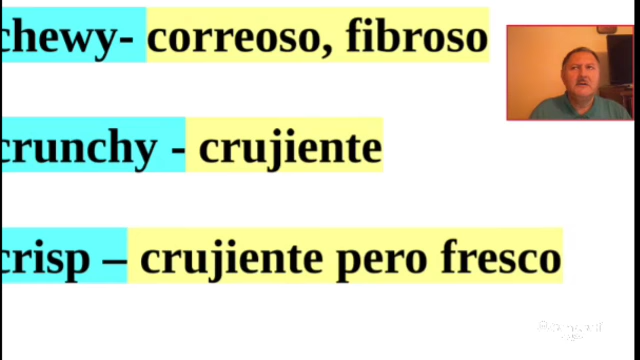 chewy- correoso, fibroso
crunchy - crujiente
crisp – crujiente pero fresco